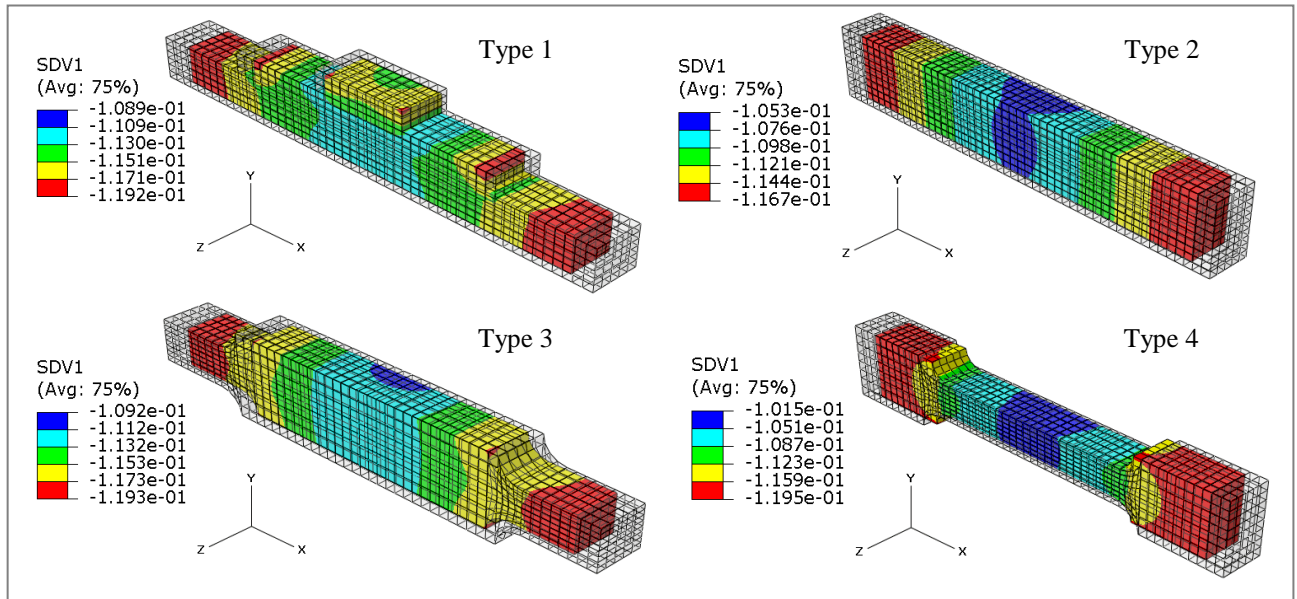 Type 1
SDV1
(Avg: 75%)
-1.089e-01
-1.109e-01
-1.130e-01
-1.151e-01
-1.171e-01
-1.192e-01
Y
Z
X
Type 2
SDV1
(Avg: 75%)
-1.053e-01
-1.076e-01
-1.098e-01
-1.121e-01
-1.144e-01
-1.167e-01
Y
Z
X
Type 3
SDV1
(Avg: 75%)
-1.092e-01
-1.112e-01
-1.132e-01
-1.153e-01
-1.173e-01
-1.193e-01
Y
Z
X
Type 4
SDV1
(Avg: 75%)
-1.015e-01
-1.051e-01
-1.087e-01
-1.123e-01
-1.159e-01
-1.195e-01
Y
Z
X